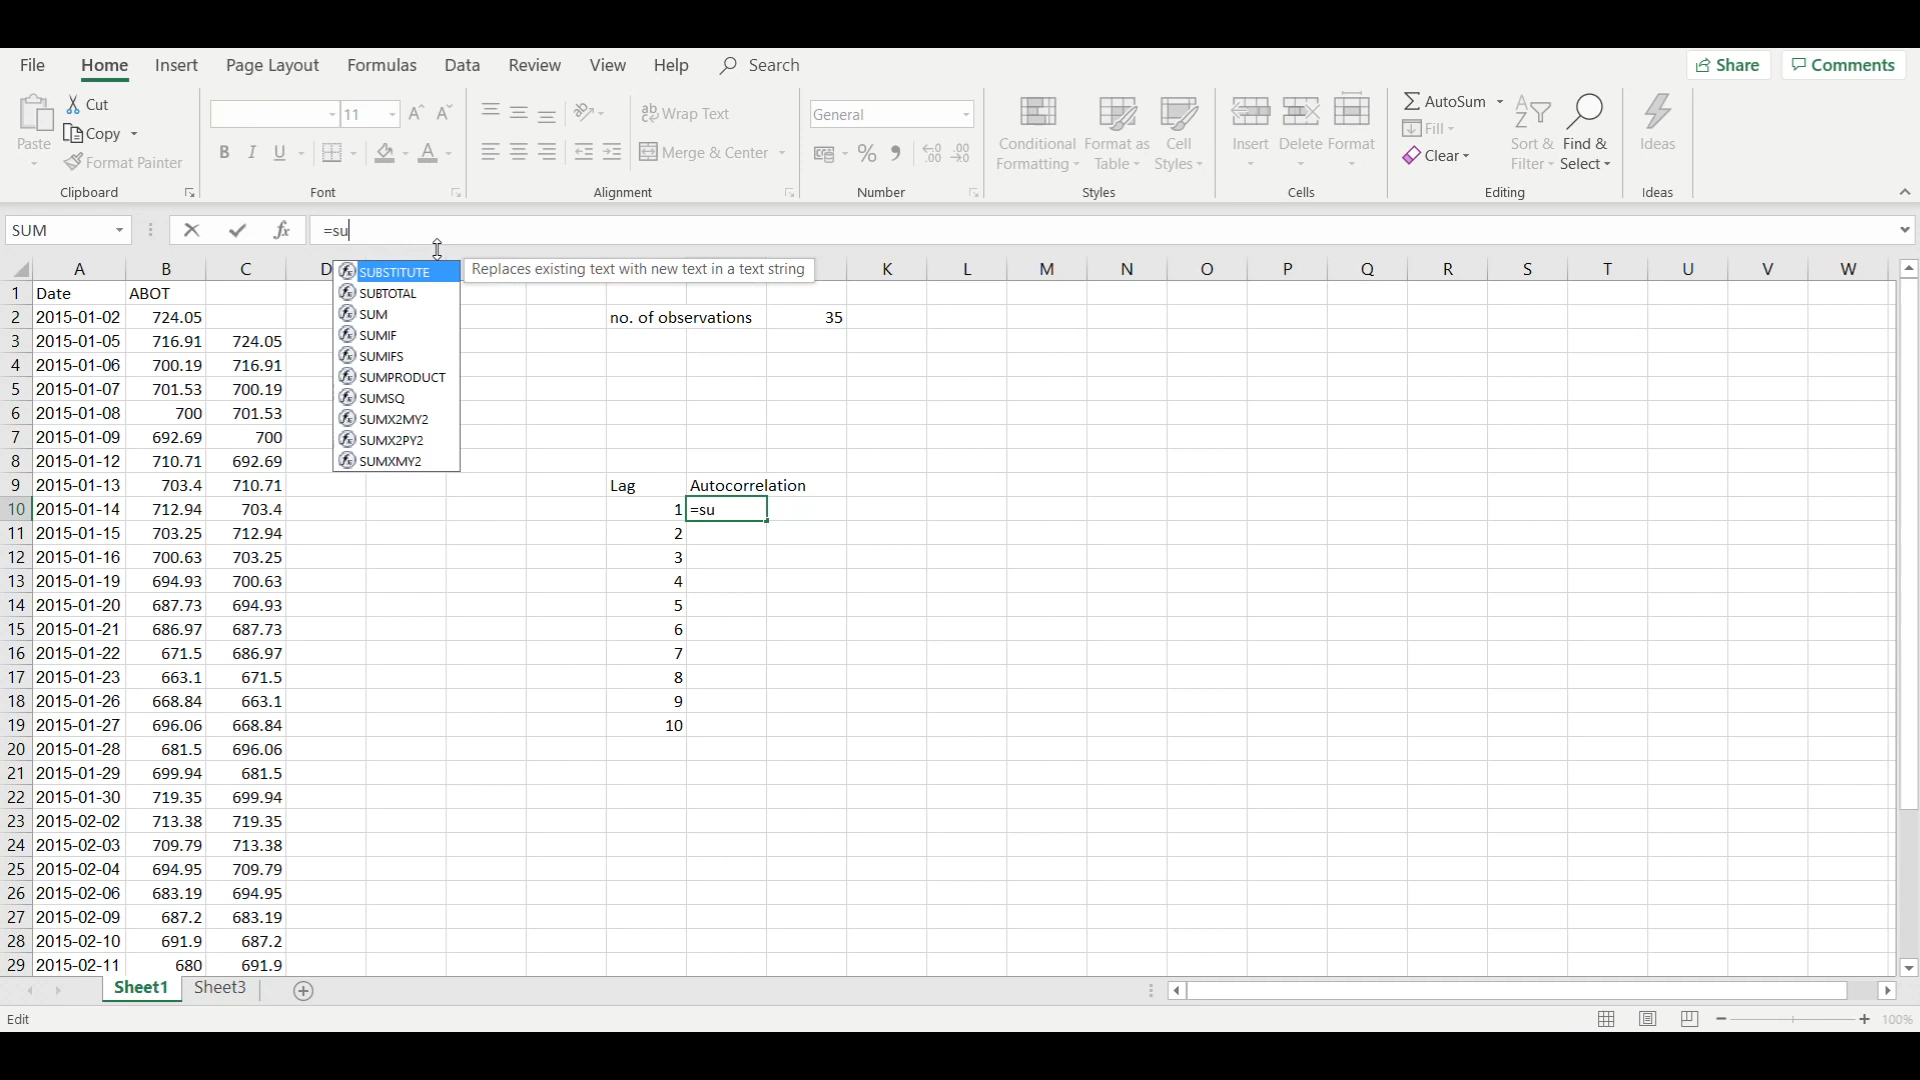 File Home Insert Page Layout Formulas Data Review View Help Search Share Comments
Paste Cut Copy Format Painter Clipboard
11 B I U A Font
Wrap Text Merge & Center Alignment
General % Number
Conditional Formatting Format as Table Cell Styles Styles
Insert Delete Format Cells
AutoSum Fill Clear Sort & Filter Find & Select Editing
Ideas Ideas
SUM fx =su
A B C D K L M N O P Q R S T U V W
SUBSTITUTE Replaces existing text with new text in a text string
SUBTOTAL
SUM
SUMIF
SUMIFS
SUMPRODUCT
SUMSQ
SUMX2MY2
SUMX2PY2
SUMXMY2
1 Date ABOT
2 2015-01-02 724.05 no. of observations 35
3 2015-01-05 716.91 724.05
4 2015-01-06 700.19 716.91
5 2015-01-07 701.53 700.19
6 2015-01-08 700 701.53
7 2015-01-09 692.69 700
8 2015-01-12 710.71 692.69
9 2015-01-13 703.4 710.71 Lag Autocorrelation
10 2015-01-14 712.94 703.4 1 =su
11 2015-01-15 703.25 712.94 2
12 2015-01-16 700.63 703.25 3
13 2015-01-19 694.93 700.63 4
14 2015-01-20 687.73 694.93 5
15 2015-01-21 686.97 687.73 6
16 2015-01-22 671.5 686.97 7
17 2015-01-23 663.1 671.5 8
18 2015-01-26 668.84 663.1 9
19 2015-01-27 696.06 668.84 10
20 2015-01-28 681.5 696.06
21 2015-01-29 699.94 681.5
22 2015-01-30 719.35 699.94
23 2015-02-02 713.38 719.35
24 2015-02-03 709.79 713.38
25 2015-02-04 694.95 709.79
26 2015-02-06 683.19 694.95
27 2015-02-09 687.2 683.19
28 2015-02-10 691.9 687.2
29 2015-02-11 680 691.9
Sheet1 Sheet3
Edit 100%